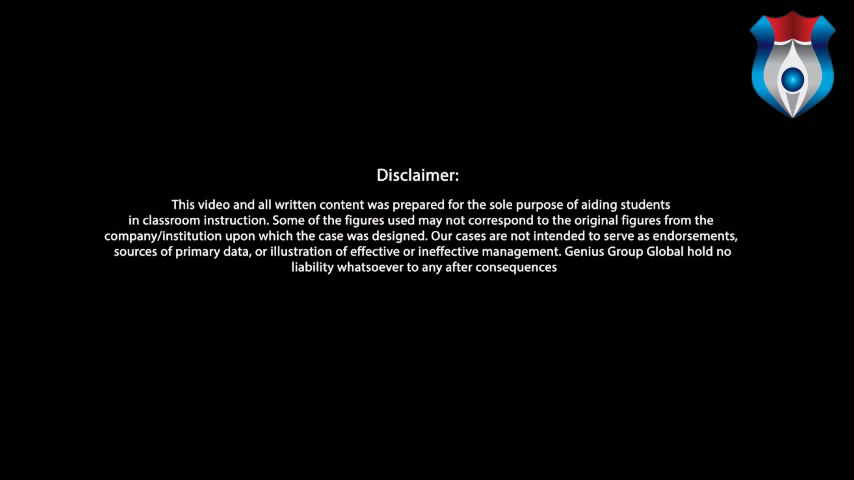 Disclaimer:
This video and all written content was prepared for the sole purpose of aiding students
in classroom instruction. Some of the figures used may not correspond to the original figures from the
company/institution upon which the case was designed. Our cases are not intended to serve as endorsements,
sources of primary data, or illustration of effective or ineffective management. Genius Group Global hold no
liability whatsoever to any after consequences